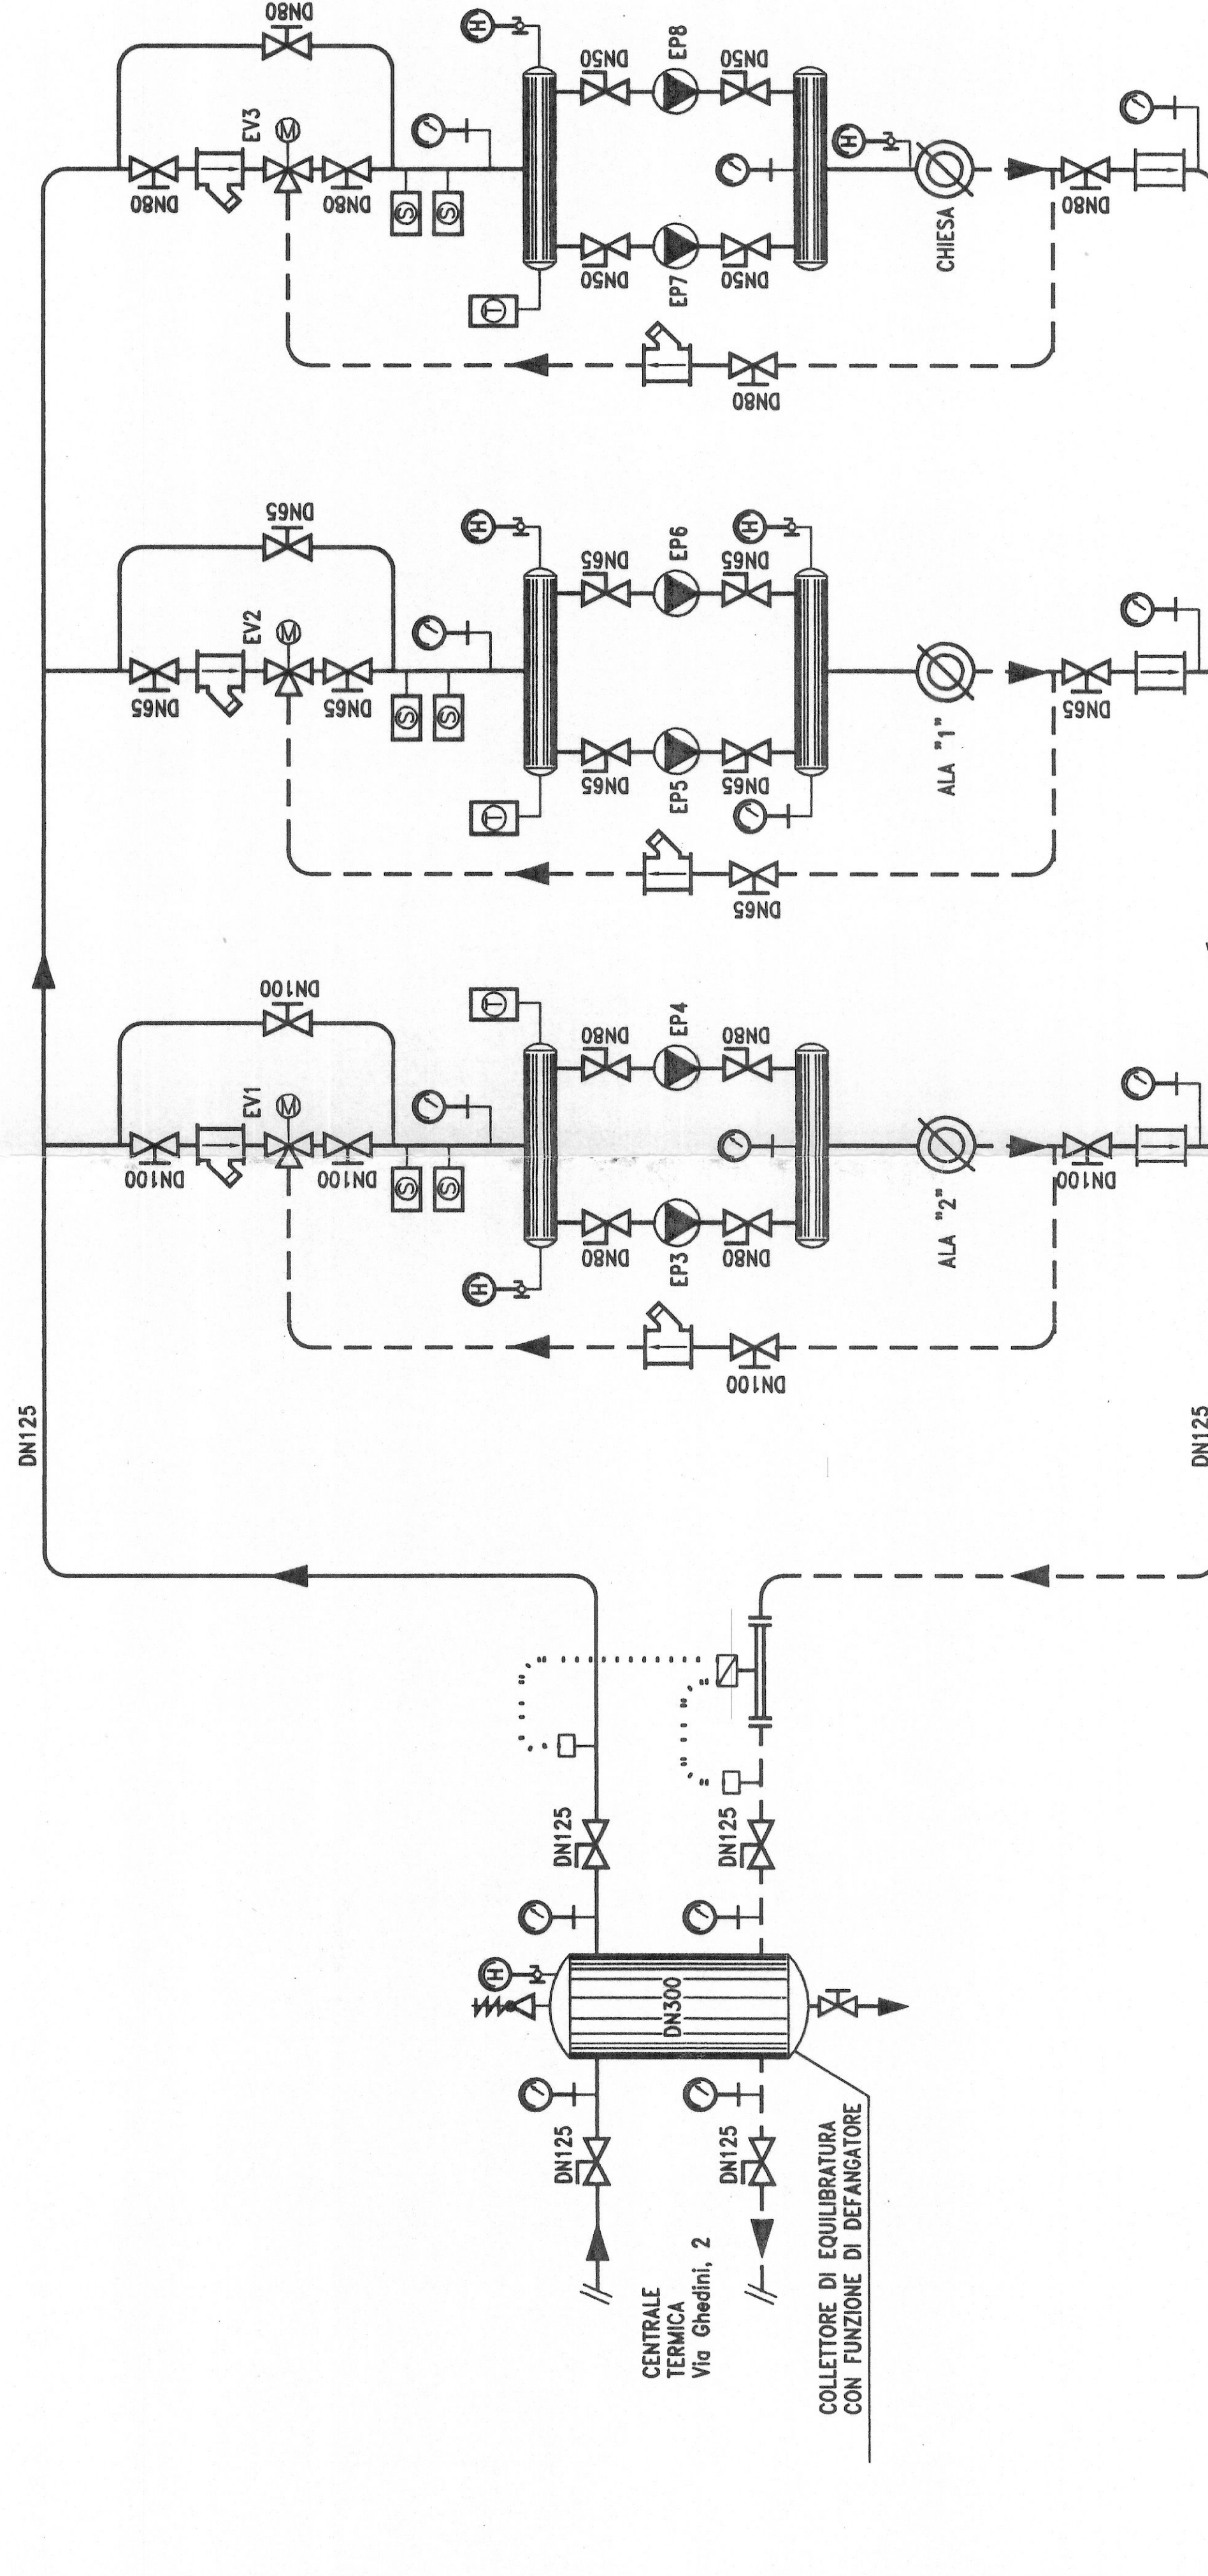 DN80
DN80
EV3
M
DN80
S
S
H
T
DN50
EP8
DN50
DN50
EP7
DN50
H
CHIESA
DN80
DN80
DN65
DN65
EV2
M
DN65
S
S
H
T
DN65
EP6
DN65
H
DN65
EP5
DN65
ALA "1"
DN65
DN65
DN100
DN100
EV1
M
DN100
S
S
T
H
DN80
EP4
DN80
DN80
EP3
DN80
ALA "2"
DN100
DN100
DN125
DN125
DN125
DN125
H
DN300
DN125
DN125
CENTRALE
TERMICA
Via Ghedini, 2
COLLETTORE DI EQUILIBRATURA
CON FUNZIONE DI DEFANGATORE